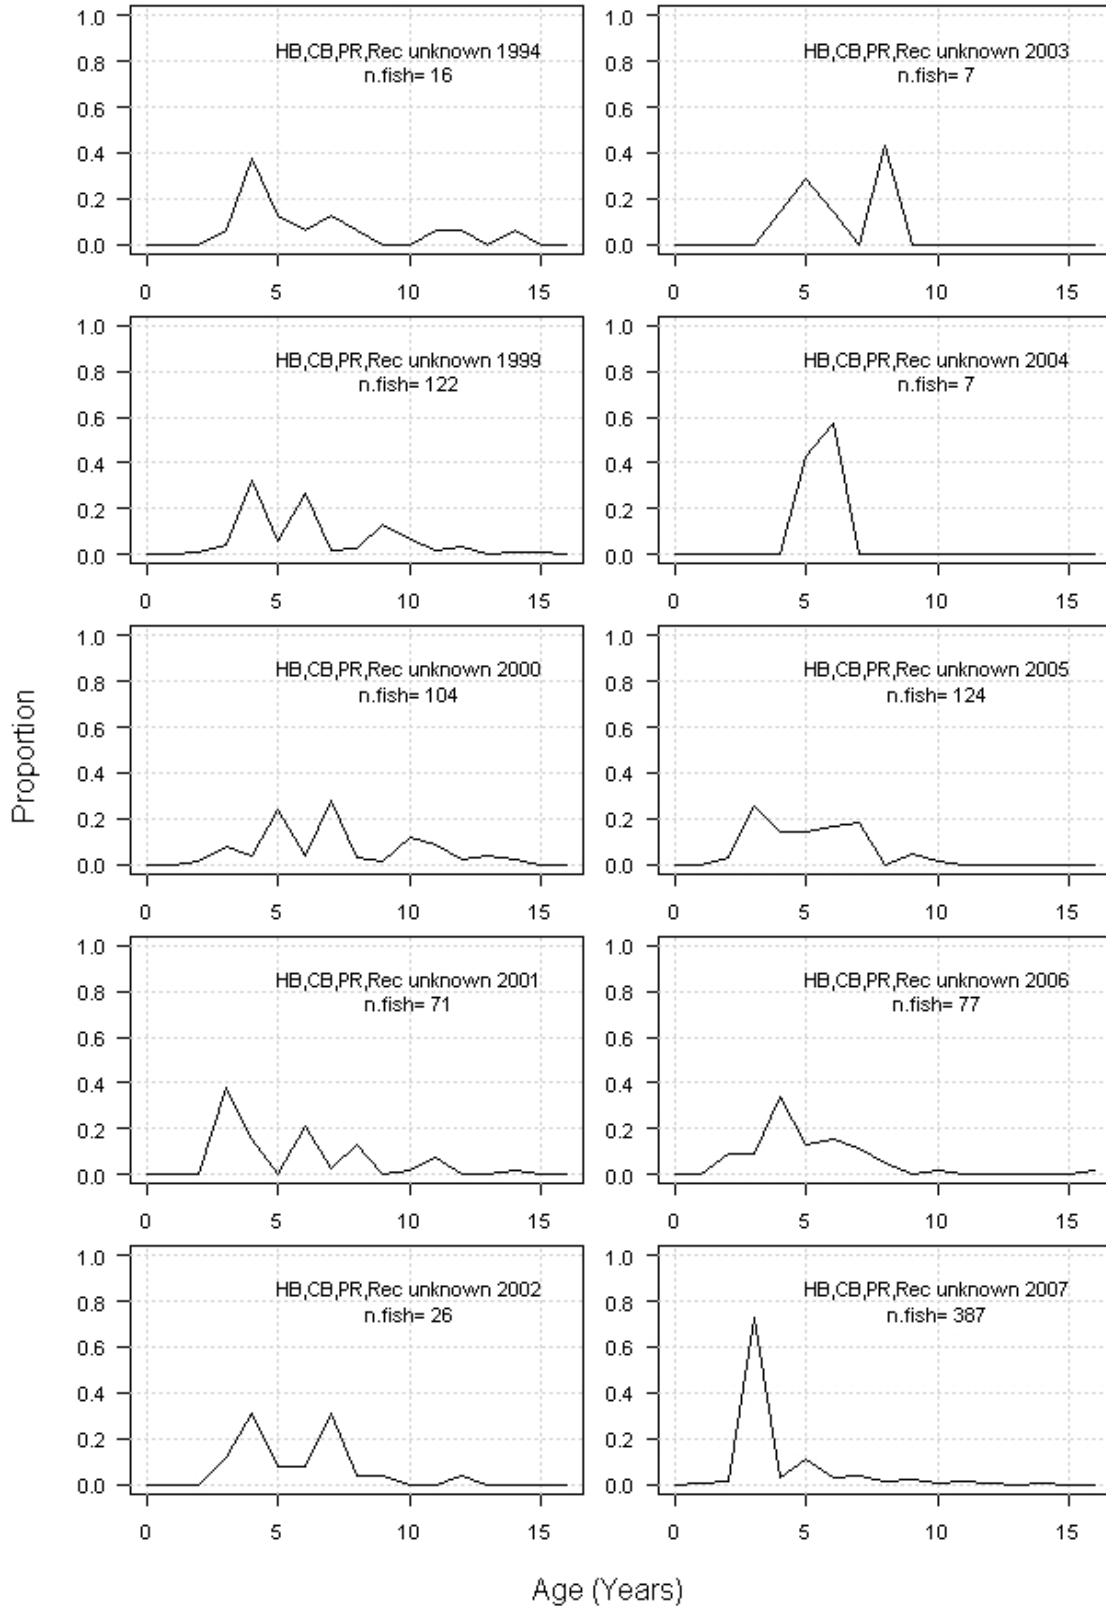 Proportion
1.0
0.8
0.6
0.4
0.2
0.0
HB,CB,PR,Rec unknown 1994
n.fish= 16
0 5 10 15
1.0
0.8
0.6
0.4
0.2
0.0
HB,CB,PR,Rec unknown 2003
n.fish= 7
0 5 10 15
1.0
0.8
0.6
0.4
0.2
0.0
HB,CB,PR,Rec unknown 1999
n.fish= 122
0 5 10 15
1.0
0.8
0.6
0.4
0.2
0.0
HB,CB,PR,Rec unknown 2004
n.fish= 7
0 5 10 15
1.0
0.8
0.6
0.4
0.2
0.0
HB,CB,PR,Rec unknown 2000
n.fish= 104
0 5 10 15
1.0
0.8
0.6
0.4
0.2
0.0
HB,CB,PR,Rec unknown 2005
n.fish= 124
0 5 10 15
1.0
0.8
0.6
0.4
0.2
0.0
HB,CB,PR,Rec unknown 2001
n.fish= 71
0 5 10 15
1.0
0.8
0.6
0.4
0.2
0.0
HB,CB,PR,Rec unknown 2006
n.fish= 77
0 5 10 15
1.0
0.8
0.6
0.4
0.2
0.0
HB,CB,PR,Rec unknown 2002
n.fish= 26
0 5 10 15
1.0
0.8
0.6
0.4
0.2
0.0
HB,CB,PR,Rec unknown 2007
n.fish= 387
0 5 10 15
Age (Years)